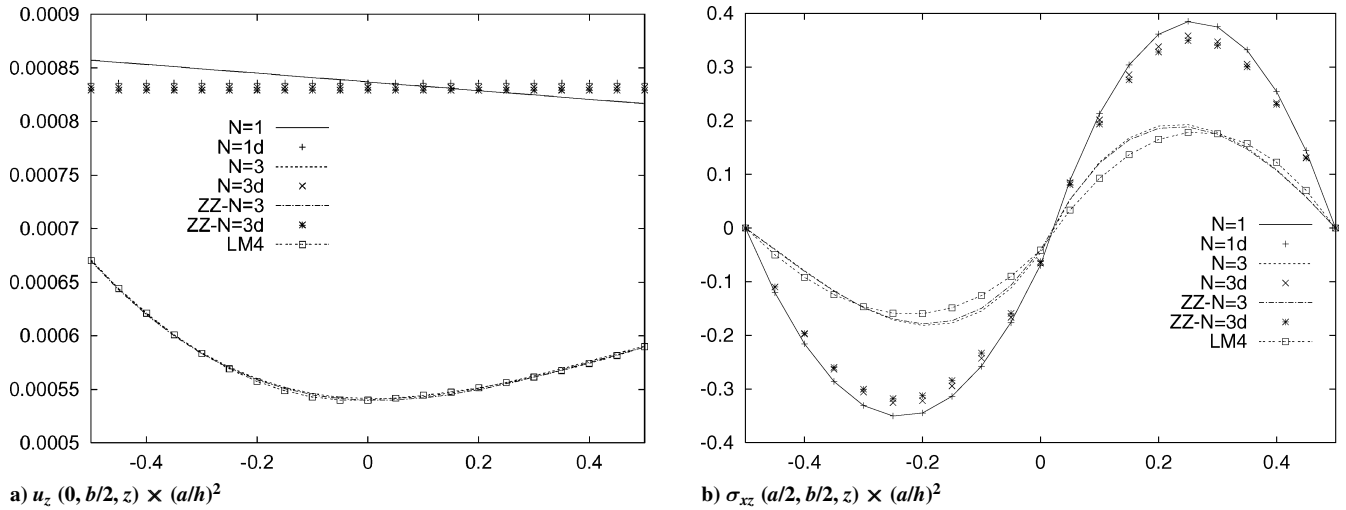 0.0009
0.00085
0.0008
0.00075
0.0007
0.00065
0.0006
0.00055
0.0005
-0.4
-0.2
0
0.2
0.4
N=1
N=1d
N=3
N=3d
ZZ-N=3
ZZ-N=3d
LM4
a) u_z (0, b/2, z) × (a/h)²
0.4
0.3
0.2
0.1
0
-0.1
-0.2
-0.3
-0.4
-0.4
-0.2
0
0.2
0.4
N=1
N=1d
N=3
N=3d
ZZ-N=3
ZZ-N=3d
LM4
b) σ_xz (a/2, b/2, z) × (a/h)²